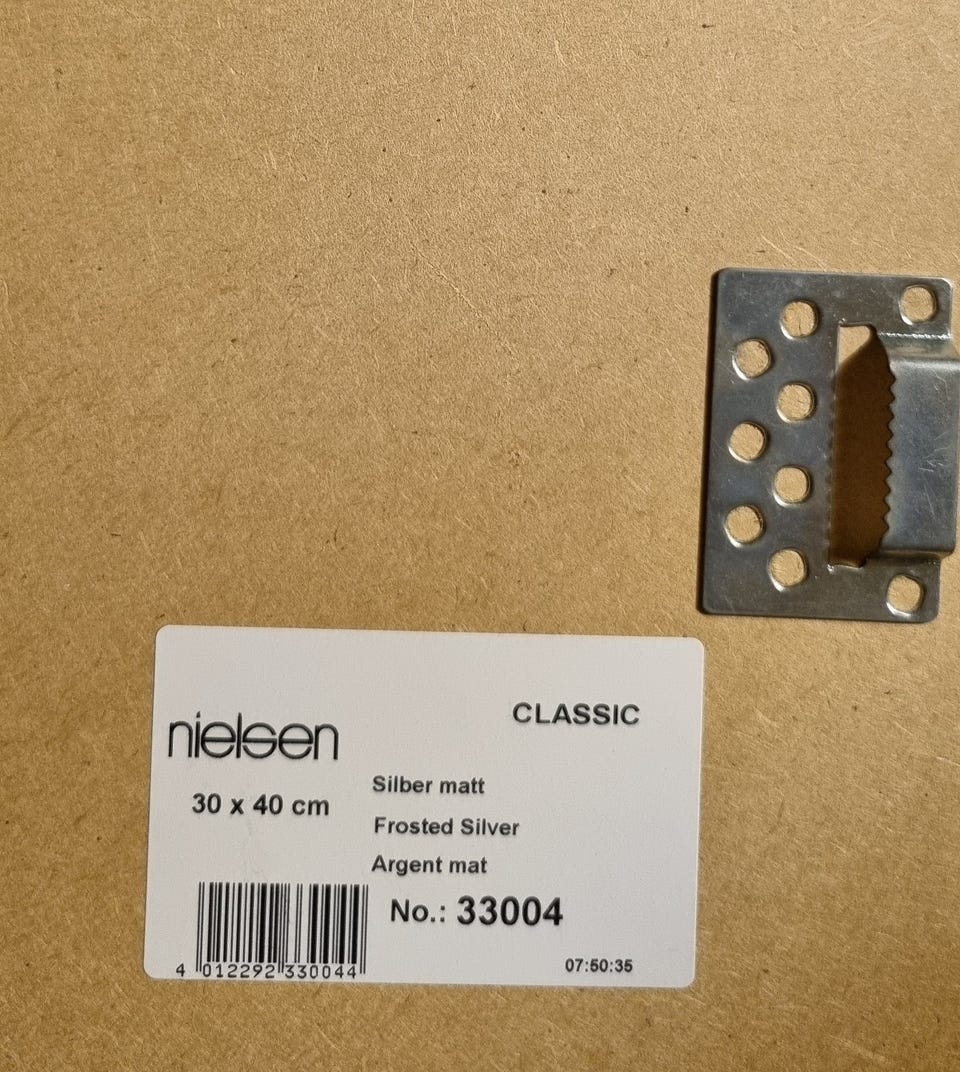 CLASSIC
nielsen
30 x 40 cm
Silber matt
Frosted Silver
Argent mat
No.: 33004
4 012292 330044
07:50:35